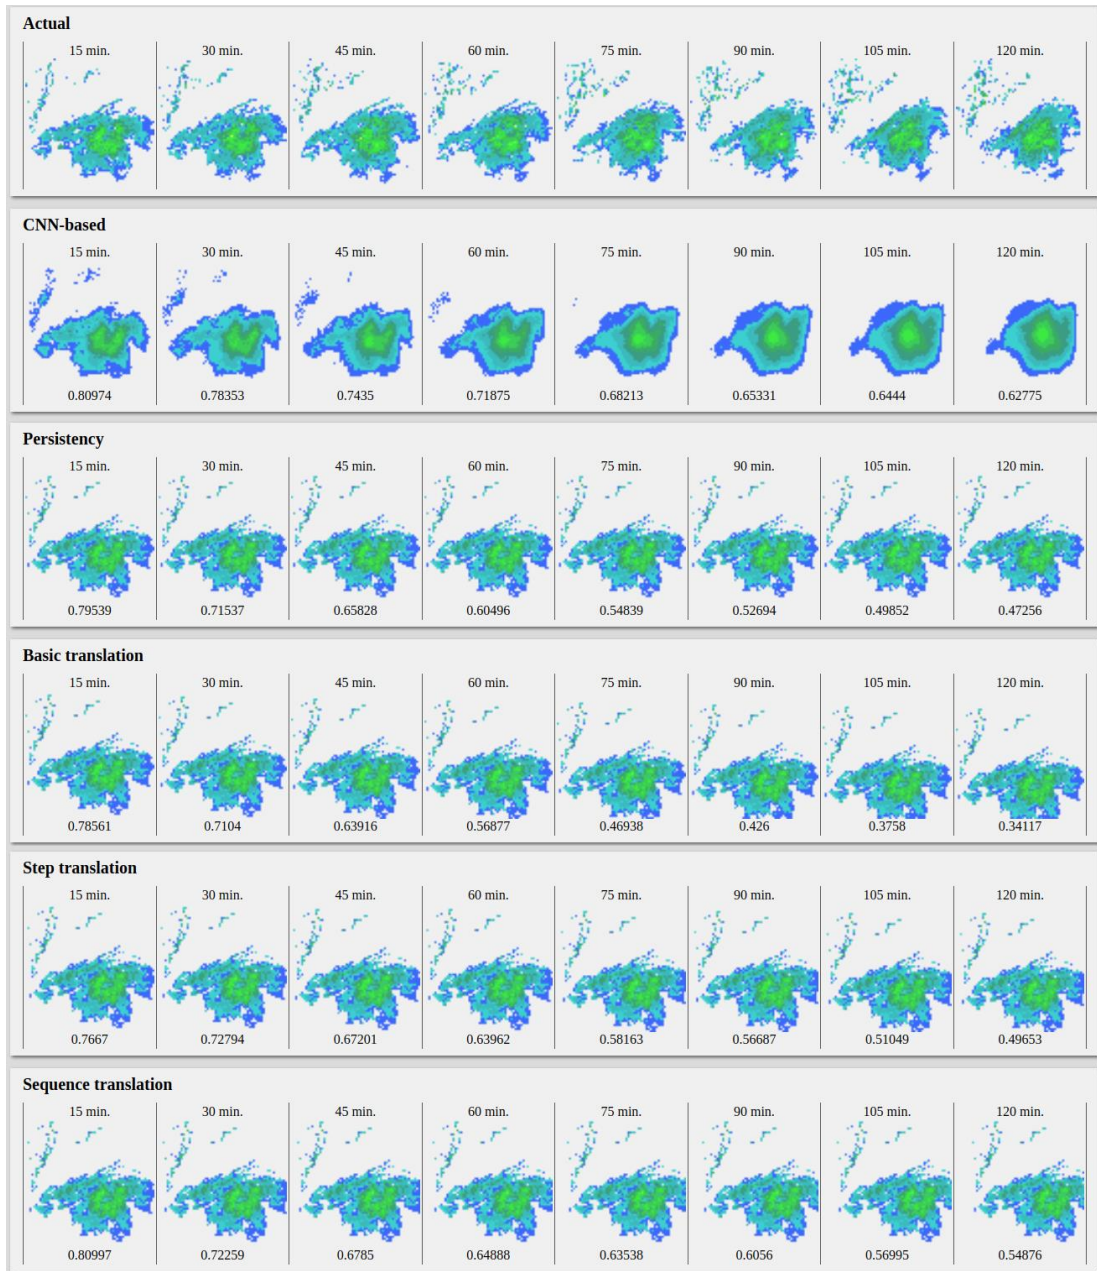 Actual
15 min. 30 min. 45 min. 60 min. 75 min. 90 min. 105 min. 120 min.
CNN-based
15 min. 30 min. 45 min. 60 min. 75 min. 90 min. 105 min. 120 min.
0.80974 0.78353 0.7435 0.71875 0.68213 0.65331 0.6444 0.62775
Persistency
15 min. 30 min. 45 min. 60 min. 75 min. 90 min. 105 min. 120 min.
0.79539 0.71537 0.65828 0.60496 0.54839 0.52694 0.49852 0.47256
Basic translation
15 min. 30 min. 45 min. 60 min. 75 min. 90 min. 105 min. 120 min.
0.78561 0.7104 0.63916 0.56877 0.46938 0.426 0.3758 0.34117
Step translation
15 min. 30 min. 45 min. 60 min. 75 min. 90 min. 105 min. 120 min.
0.7667 0.72794 0.67201 0.63962 0.58163 0.56687 0.51049 0.49653
Sequence translation
15 min. 30 min. 45 min. 60 min. 75 min. 90 min. 105 min. 120 min.
0.80997 0.72259 0.6785 0.64888 0.63538 0.6056 0.56995 0.54876